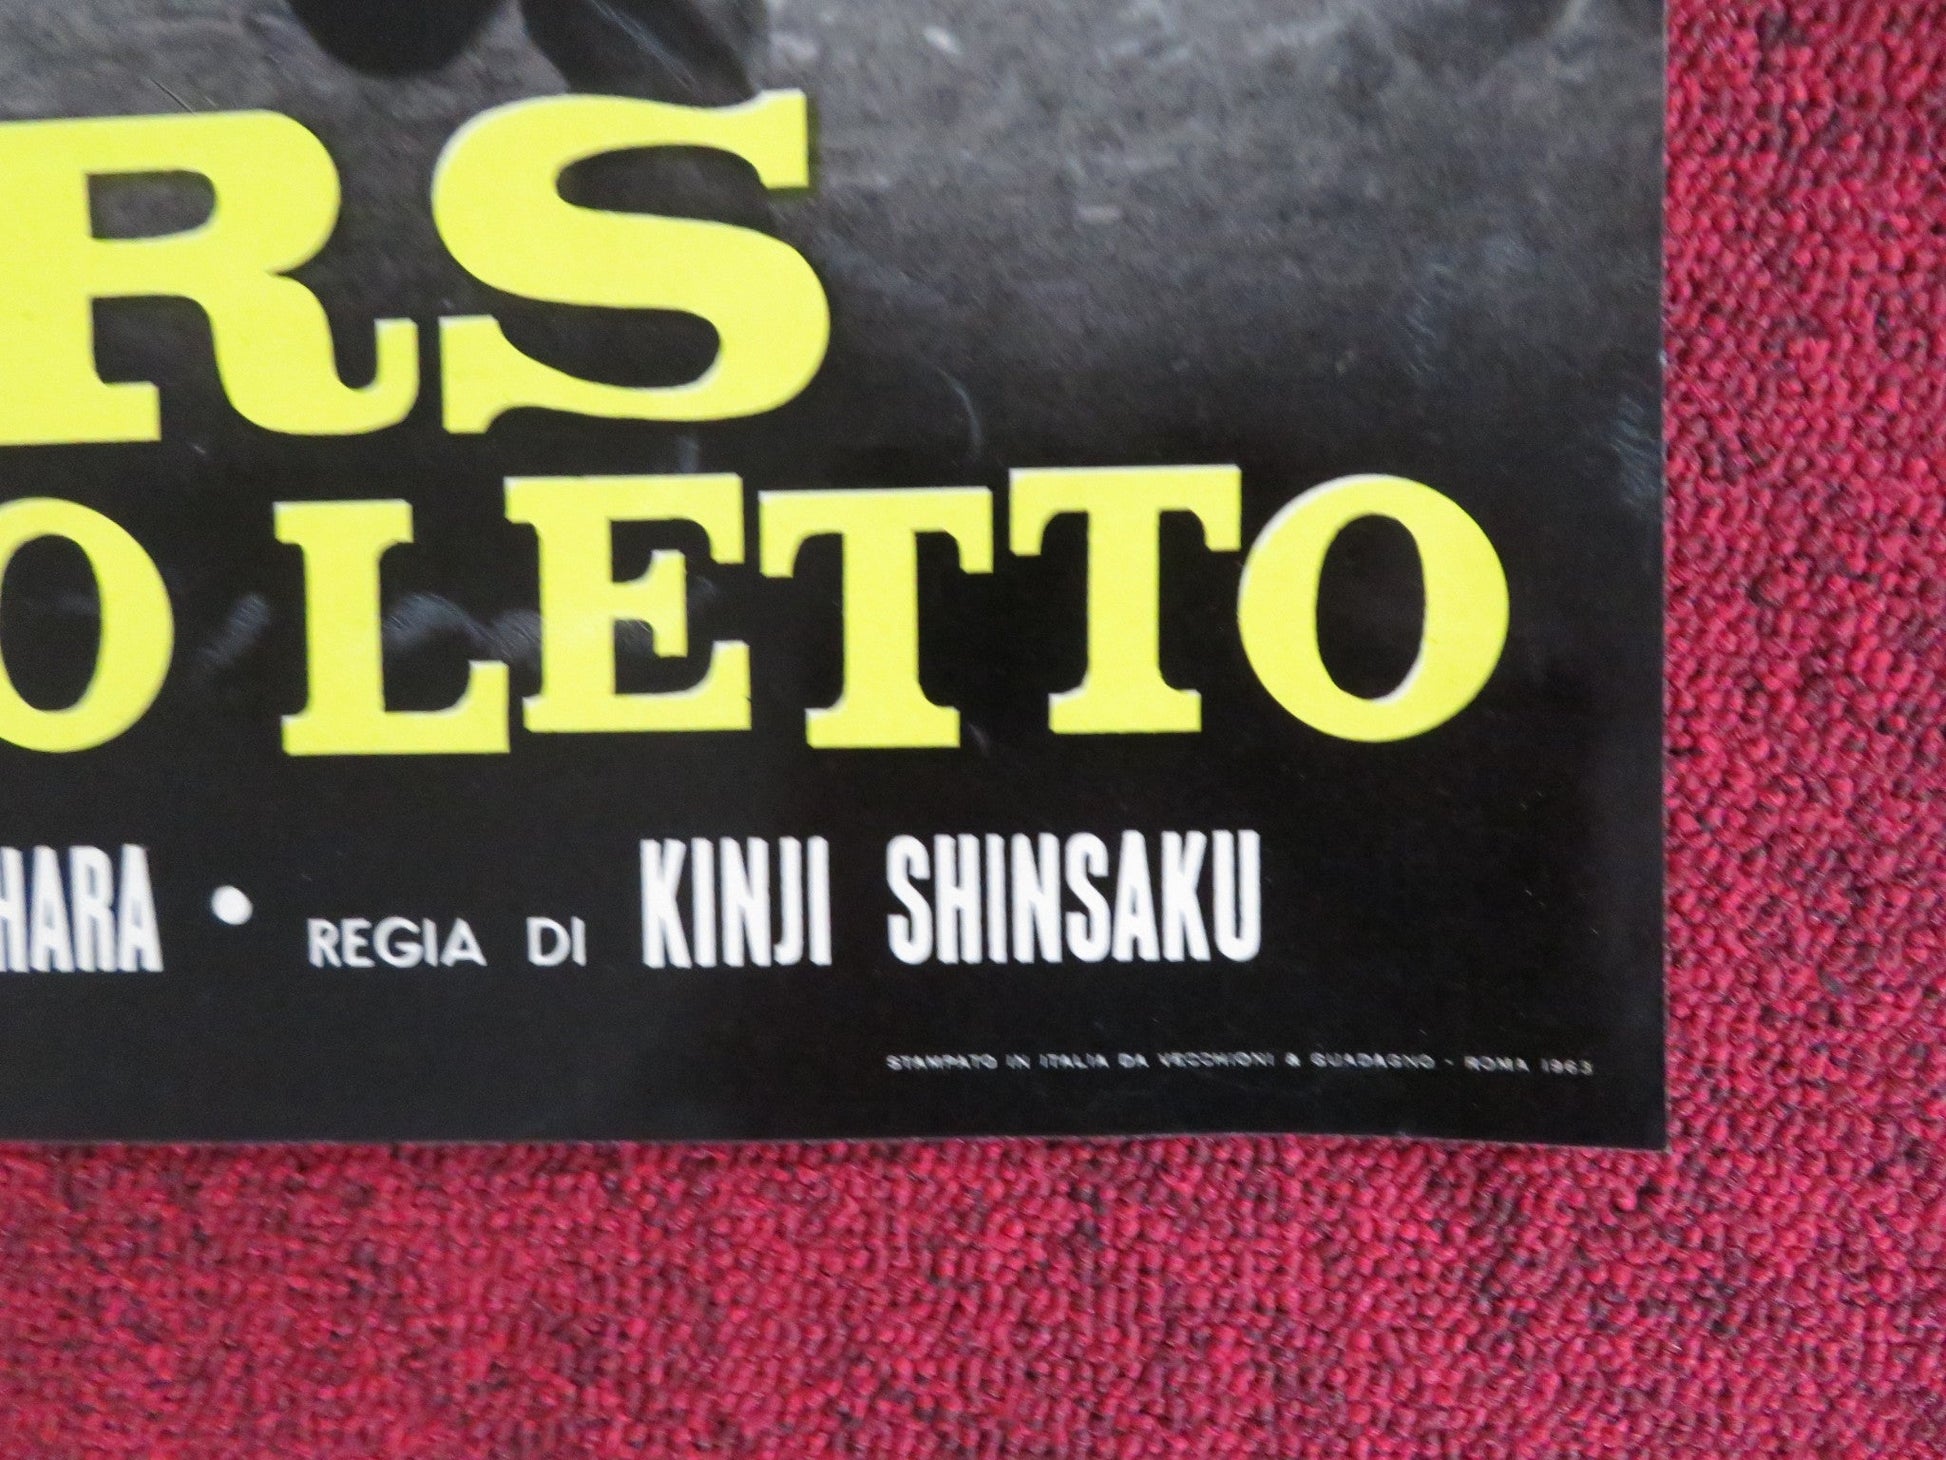 RS
O LETTO
HARA • REGIA DI KINJI SHINSAKU
STAMPATO IN ITALIA DA VECCHIONI & GUADAGNO - ROMA 1963